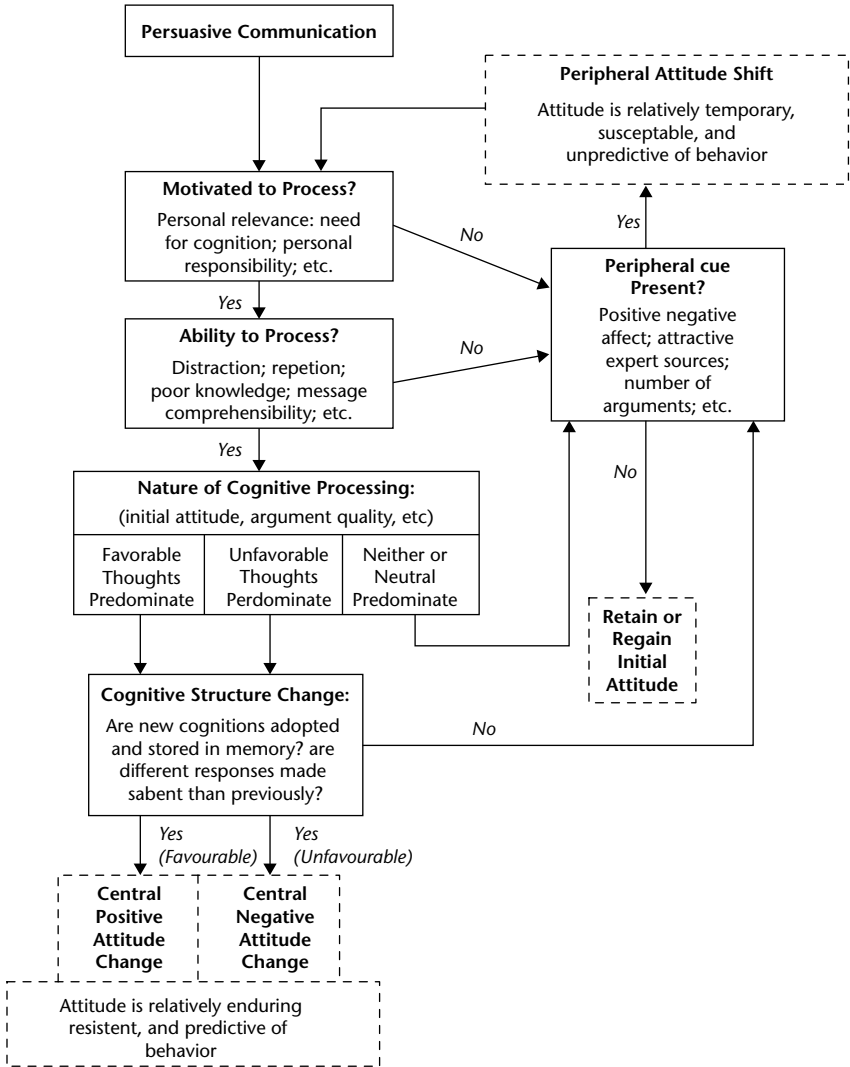 Persuasive Communication
Peripheral Attitude Shift
Attitude is relatively temporary,
susceptable, and
unpredictive of behavior
Motivated to Process?
Personal relevance: need
for cognition; personal
responsibility; etc.
No
Yes
Peripheral cue
Present?
Positive negative
affect; attractive
expert sources;
number of
arguments; etc.
Yes
Ability to Process?
Distraction; repetion;
poor knowledge; message
comprehensibility; etc.
No
Yes
No
Nature of Cognitive Processing:
(initial attitude, argument quality, etc)
Favorable
Thoughts
Predominate
Unfavorable
Thoughts
Perdominate
Neither or
Neutral
Predominate
Retain or
Regain
Initial
Attitude
Cognitive Structure Change:
Are new cognitions adopted
and stored in memory? are
different responses made
sabent than previously?
No
Yes
(Favourable)
Yes
(Unfavourable)
Central
Positive
Attitude
Change
Central
Negative
Attitude
Change
Attitude is relatively enduring
resistent, and predictive of
behavior